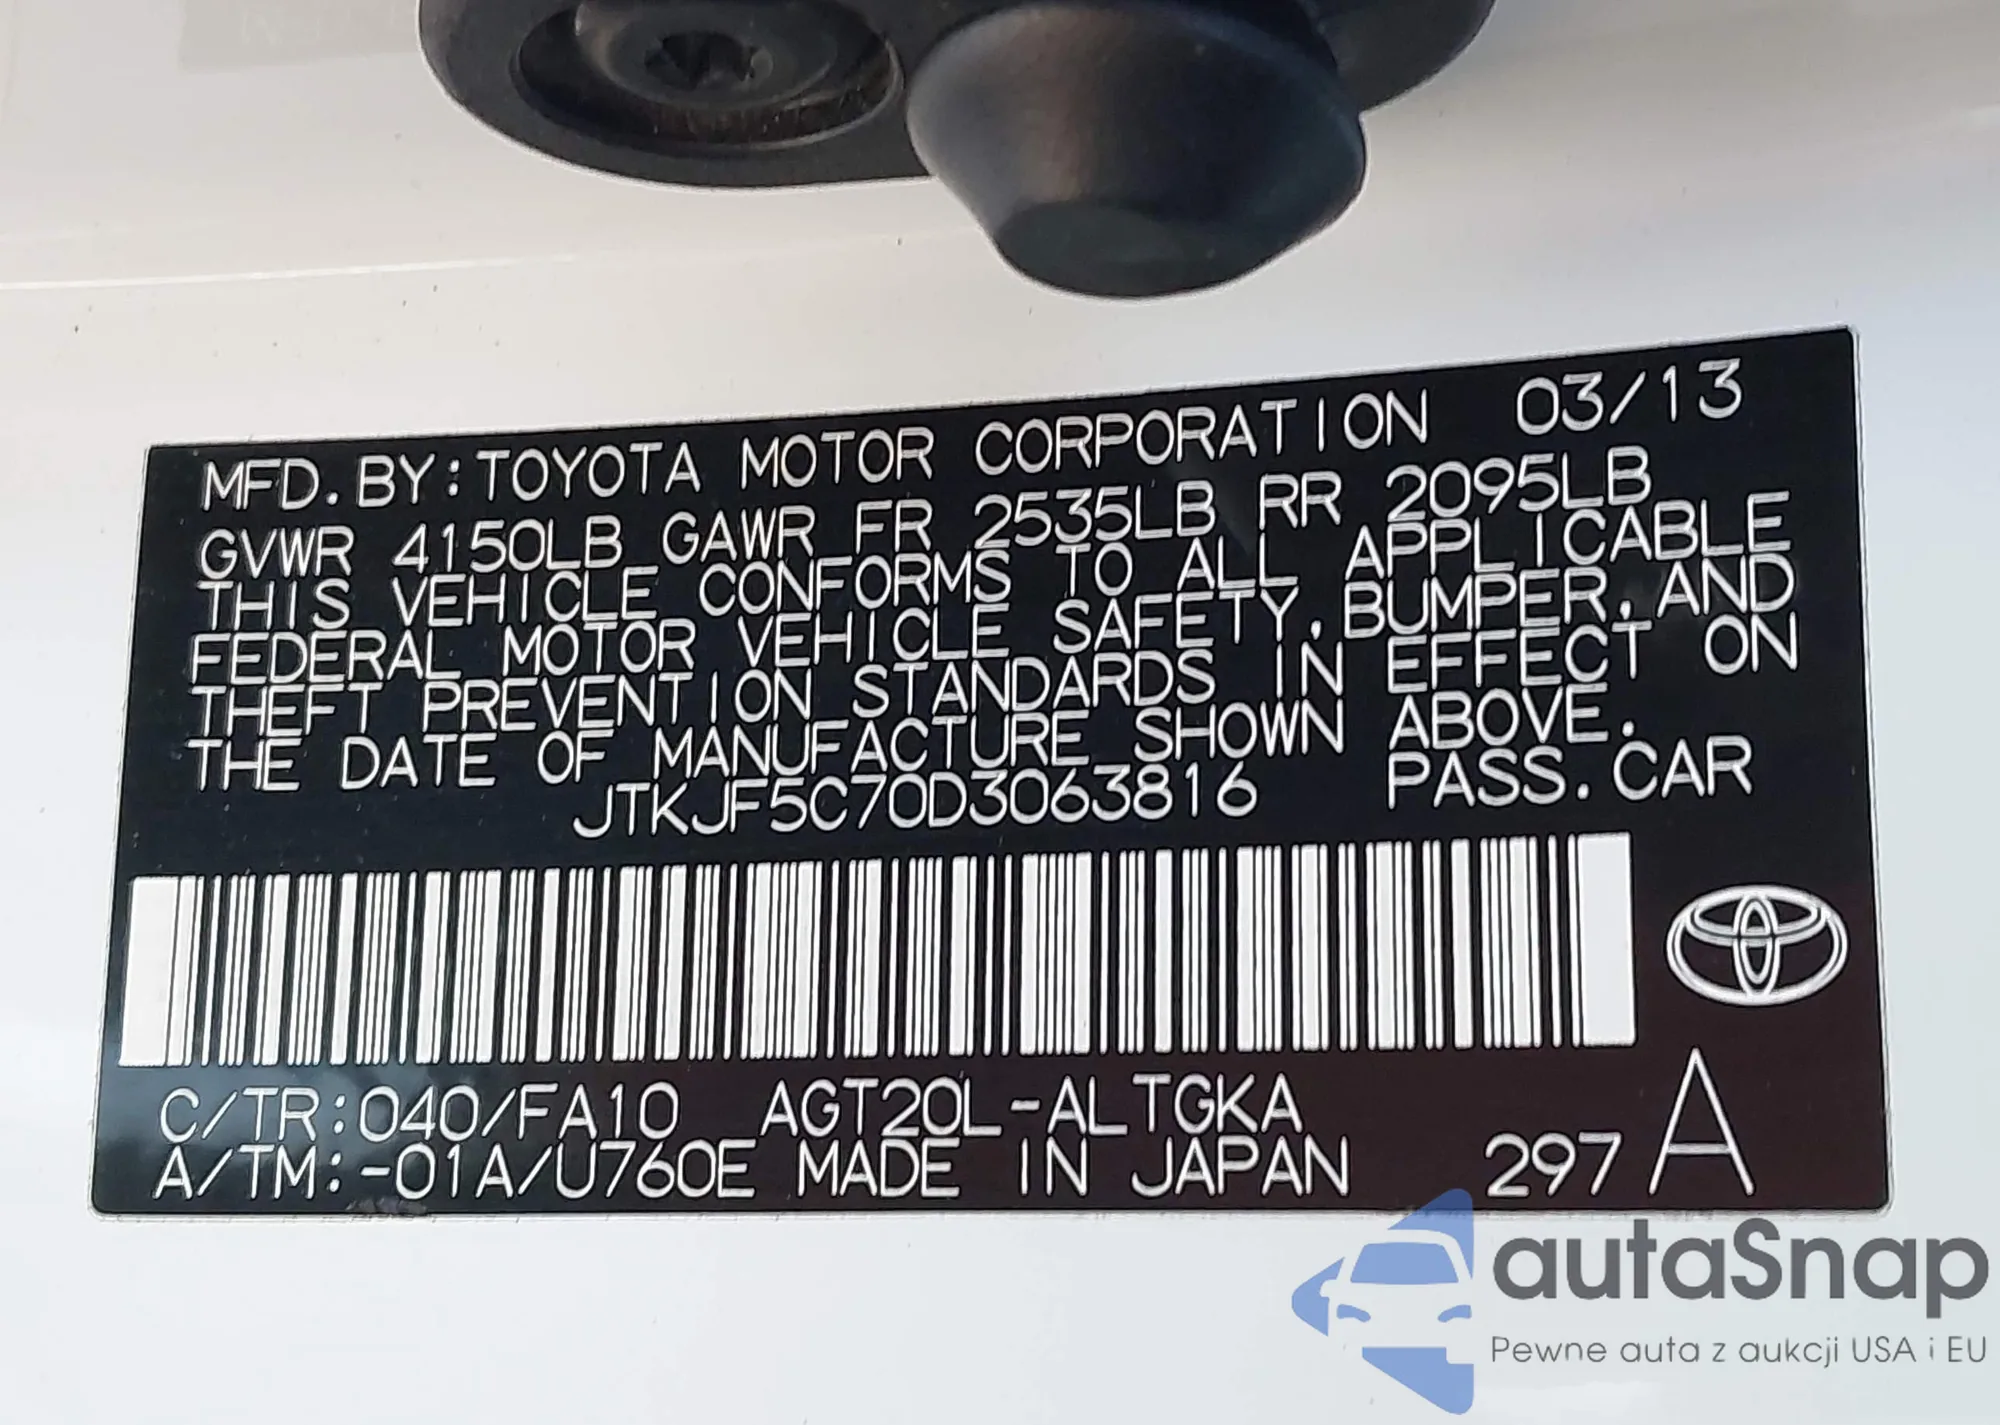 MFD. BY: TOYOTA MOTOR CORPORATION 03/13
GVWR 4150LB GAWR FR 2535LB RR 2095LB
THIS VEHICLE CONFORMS TO ALL APPLICABLE
FEDERAL MOTOR VEHICLE SAFETY, BUMPER, AND
THEFT PREVENTION STANDARDS IN EFFECT ON
THE DATE OF MANUFACTURE SHOWN ABOVE.
JTKJF5C70D3063816 PASS. CAR
C/TR: 040/FA10 AGT20L-ALTGKA
A/TM: -01A/U760E MADE IN JAPAN 297 A
autaSnap
Pewne auta z aukcji USA i EU